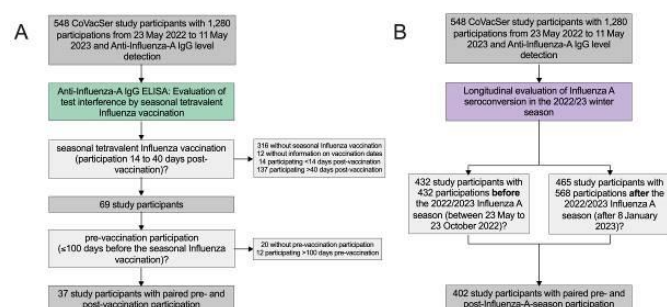 A
548 CoVacSer study participants with 1,280
participations from 23 May 2022 to 11 May
2023 and Anti-Influenza-A IgG level
detection
Anti-Influenza-A IgG ELISA: Evaluation of
test interference by seasonal tetravalent
Influenza vaccination
seasonal tetravalent Influenza vaccination
(participation 14 to 40 days post-
vaccination)?
316 without seasonal Influenza vaccination
12 without information on vaccination dates
14 participating <14 days post-vaccination
137 participating >40 days post-vaccination
69 study participants
pre-vaccination participation
(≤100 days before the seasonal Influenza
vaccination)?
20 without pre-vaccination participation
12 participating >100 days pre-vaccination
37 study participants with paired pre- and
post-vaccination participation
B
548 CoVacSer study participants with 1,280
participations from 23 May 2022 to 11 May
2023 and Anti-Influenza-A IgG level
detection
Longitudinal evaluation of Influenza A
seroconversion in the 2022/23 winter
season
432 study participants with
432 participations before
the 2022/2023 Influenza A
season (between 23 May to
23 October 2022)?
465 study participants with
568 participations after the
2022/2023 Influenza A
season (after 8 January
2023)?
402 study participants with paired pre- and
post-Influenza-A-season participation